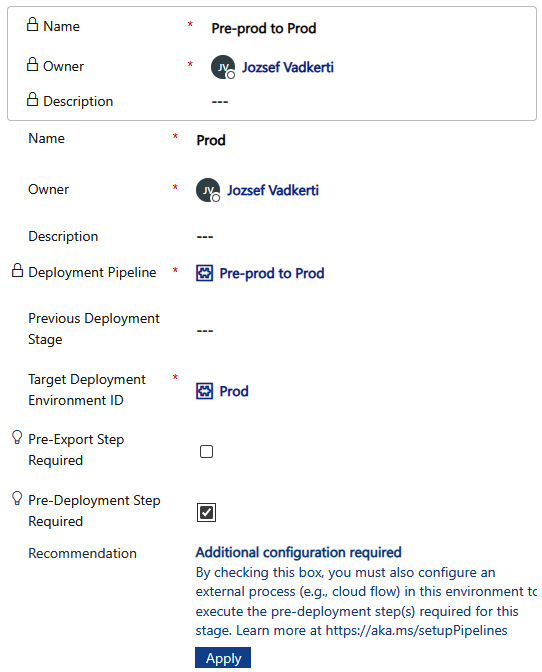 Name * Pre-prod to Prod
Owner * JV Jozsef Vadkerti
Description ---
Name * Prod
Owner * JV Jozsef Vadkerti
Description ---
Deployment Pipeline * Pre-prod to Prod
Previous Deployment
Stage ---
Target Deployment *
Environment ID Prod
Pre-Export Step
Required
Pre-Deployment Step
Required
Recommendation Additional configuration required
By checking this box, you must also configure an
external process (e.g., cloud flow) in this environment to
execute the pre-deployment step(s) required for this
stage. Learn more at https://aka.ms/setupPipelines
Apply